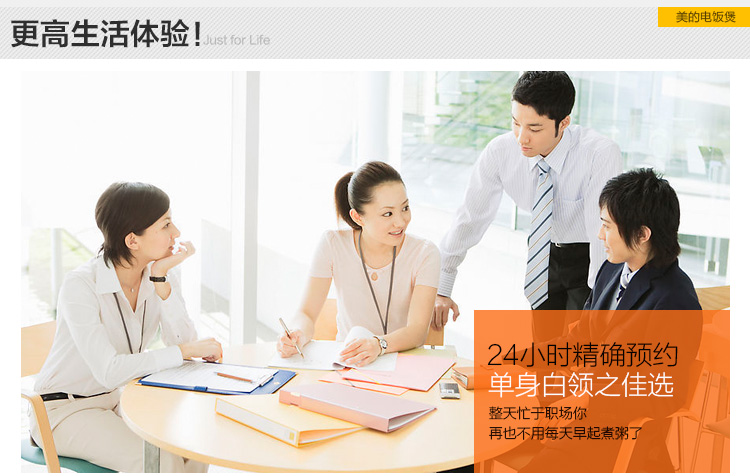 更高生活体验！Just for Life
美的电饭煲
24小时精确预约
单身白领之佳选
整天忙于职场你
再也不用每天早起煮粥了